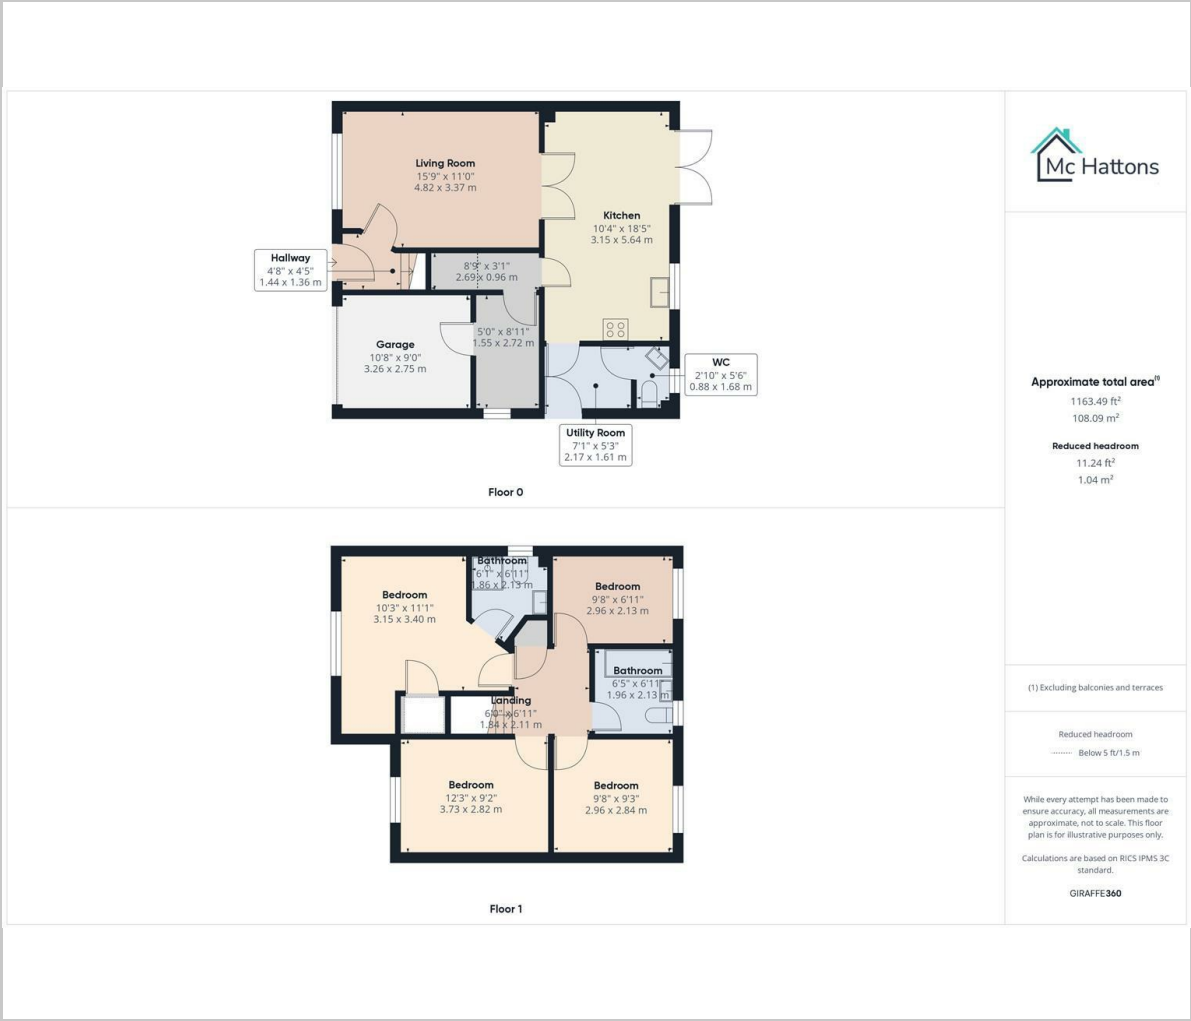 Living Room
15'9" x 11'0"
4.82 x 3.37 m
Kitchen
10'4" x 18'5"
3.15 x 5.64 m
Hallway
4'8" x 4'5"
1.44 x 1.36 m
8'9" x 3'1"
2.69 x 0.96 m
5'0" x 8'11"
1.55 x 2.72 m
Garage
10'8" x 9'0"
3.26 x 2.75 m
WC
2'10" x 5'6"
0.88 x 1.68 m
Utility Room
7'1" x 5'3"
2.17 x 1.61 m
Floor 0
Bathroom
6'1" x 6'11"
1.86 x 2.13 m
Bedroom
10'3" x 11'1"
3.15 x 3.40 m
Bedroom
9'8" x 6'11"
2.96 x 2.13 m
Bathroom
6'5" x 6'11"
1.96 x 2.13 m
Landing
6'0" x 6'11"
1.84 x 2.11 m
Bedroom
12'3" x 9'2"
3.73 x 2.82 m
Bedroom
9'8" x 9'3"
2.96 x 2.84 m
Floor 1
Mc Hattons
Approximate total area⁽¹⁾
1163.49 ft²
108.09 m²
Reduced headroom
11.24 ft²
1.04 m²
(1) Excluding balconies and terraces
Reduced headroom
Below 5 ft/1.5 m
While every attempt has been made to
ensure accuracy, all measurements are
approximate, not to scale. This floor
plan is for illustrative purposes only.
Calculations are based on RICS IPMS 3C
standard.
GIRAFFE360